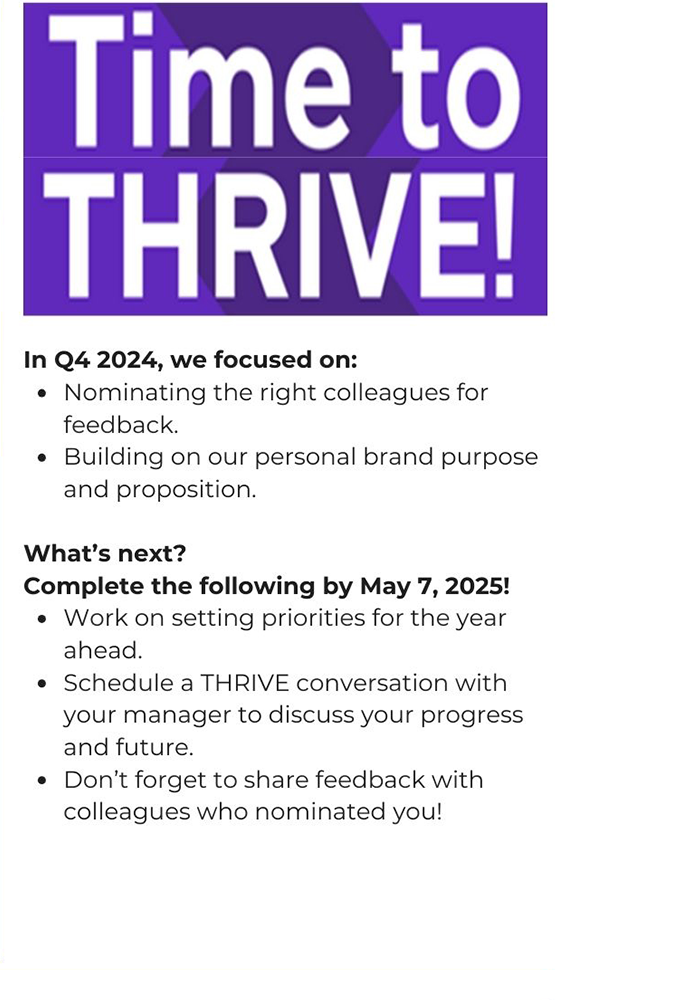 Time to
THRIVE!
In Q4 2024, we focused on:
• Nominating the right colleagues for
feedback.
• Building on our personal brand purpose
and proposition.
What’s next?
Complete the following by May 7, 2025!
• Work on setting priorities for the year
ahead.
• Schedule a THRIVE conversation with
your manager to discuss your progress
and future.
• Don’t forget to share feedback with
colleagues who nominated you!